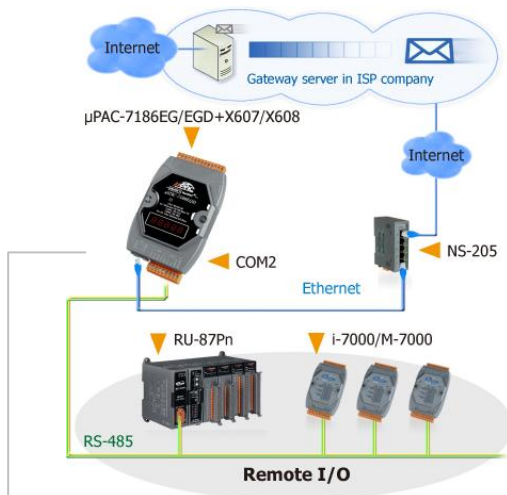 Internet
Gateway server in ISP company
µPAC-7186EG/EGD+X607/X608
Internet
NS-205
COM2
Ethernet
RU-87Pn
i-7000/M-7000
RS-485
Remote I/O